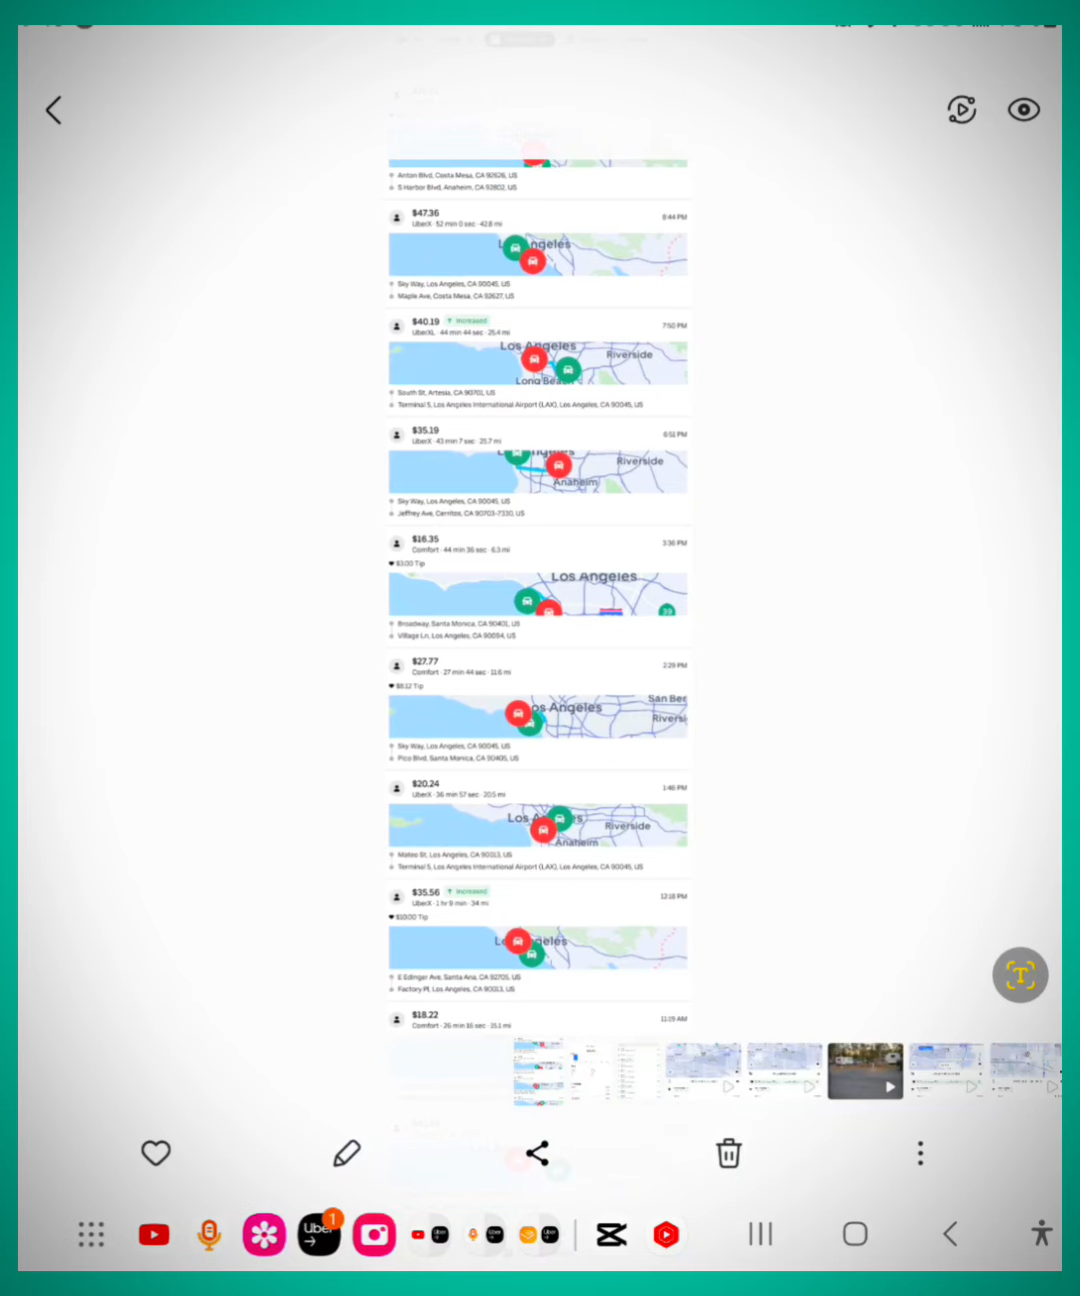 Anton Blvd, Costa Mesa, CA 92626, US
S Harbor Blvd, Anaheim, CA 92802, US
$47.36
8:44 PM
UberX · 52 min 0 sec · 42.8 mi
Los Angeles
Sky Way, Los Angeles, CA 90045, US
Maple Ave, Costa Mesa, CA 92627, US
$40.19 Increased
7:50 PM
UberXL · 44 min 44 sec · 25.4 mi
Los Angeles
Riverside
Long Beach
South St, Artesia, CA 90701, US
Terminal 5, Los Angeles International Airport (LAX), Los Angeles, CA 90045, US
$35.19
6:51 PM
UberX · 43 min 7 sec · 25.7 mi
Riverside
Anaheim
Sky Way, Los Angeles, CA 90045, US
Jeffrey Ave, Cerritos, CA 90703-7330, US
$16.35
3:36 PM
Comfort · 44 min 36 sec · 6.3 mi
$3.00 Tip
Los Angeles
39
Broadway, Santa Monica, CA 90401, US
Village Ln, Los Angeles, CA
$27.77
2:29 PM
Comfort · 27 min 44 sec · 11.6 mi
$8.12 Tip
San Ber
os Angeles
Riversi
Sky Way, Los Angeles, CA 90045, US
Pico Blvd, Santa Monica, CA 90405, US
$20.24
1:46 PM
UberX · 36 min 57 sec · 20.5 mi
Los A es
Riverside
Anaheim
Mateo St, Los Angeles, CA 90013, US
Terminal 5, Los Angeles International Airport (LAX), Los Angeles, CA 90045, US
$35.56 Increased
12:18 PM
UberX · 1 hr 9 min · 34 mi
$10.00 Tip
L geles
E Edinger Ave, Santa Ana, CA 92705, US
Factory Pl, Los Angeles, CA 90013, US
$18.22
11:15 AM
Comfort · 26 min 16 sec · 15.1 mi
T
Uber
1